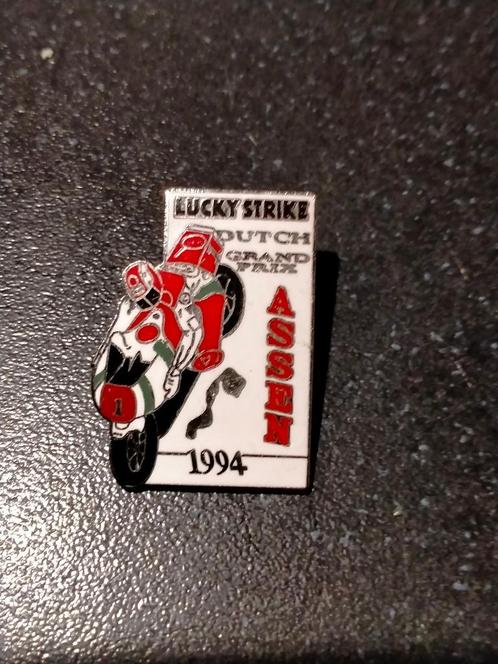 LUCKY STRIKE
DUTCH
GRAND
PRIX
ASSEN
1
1994